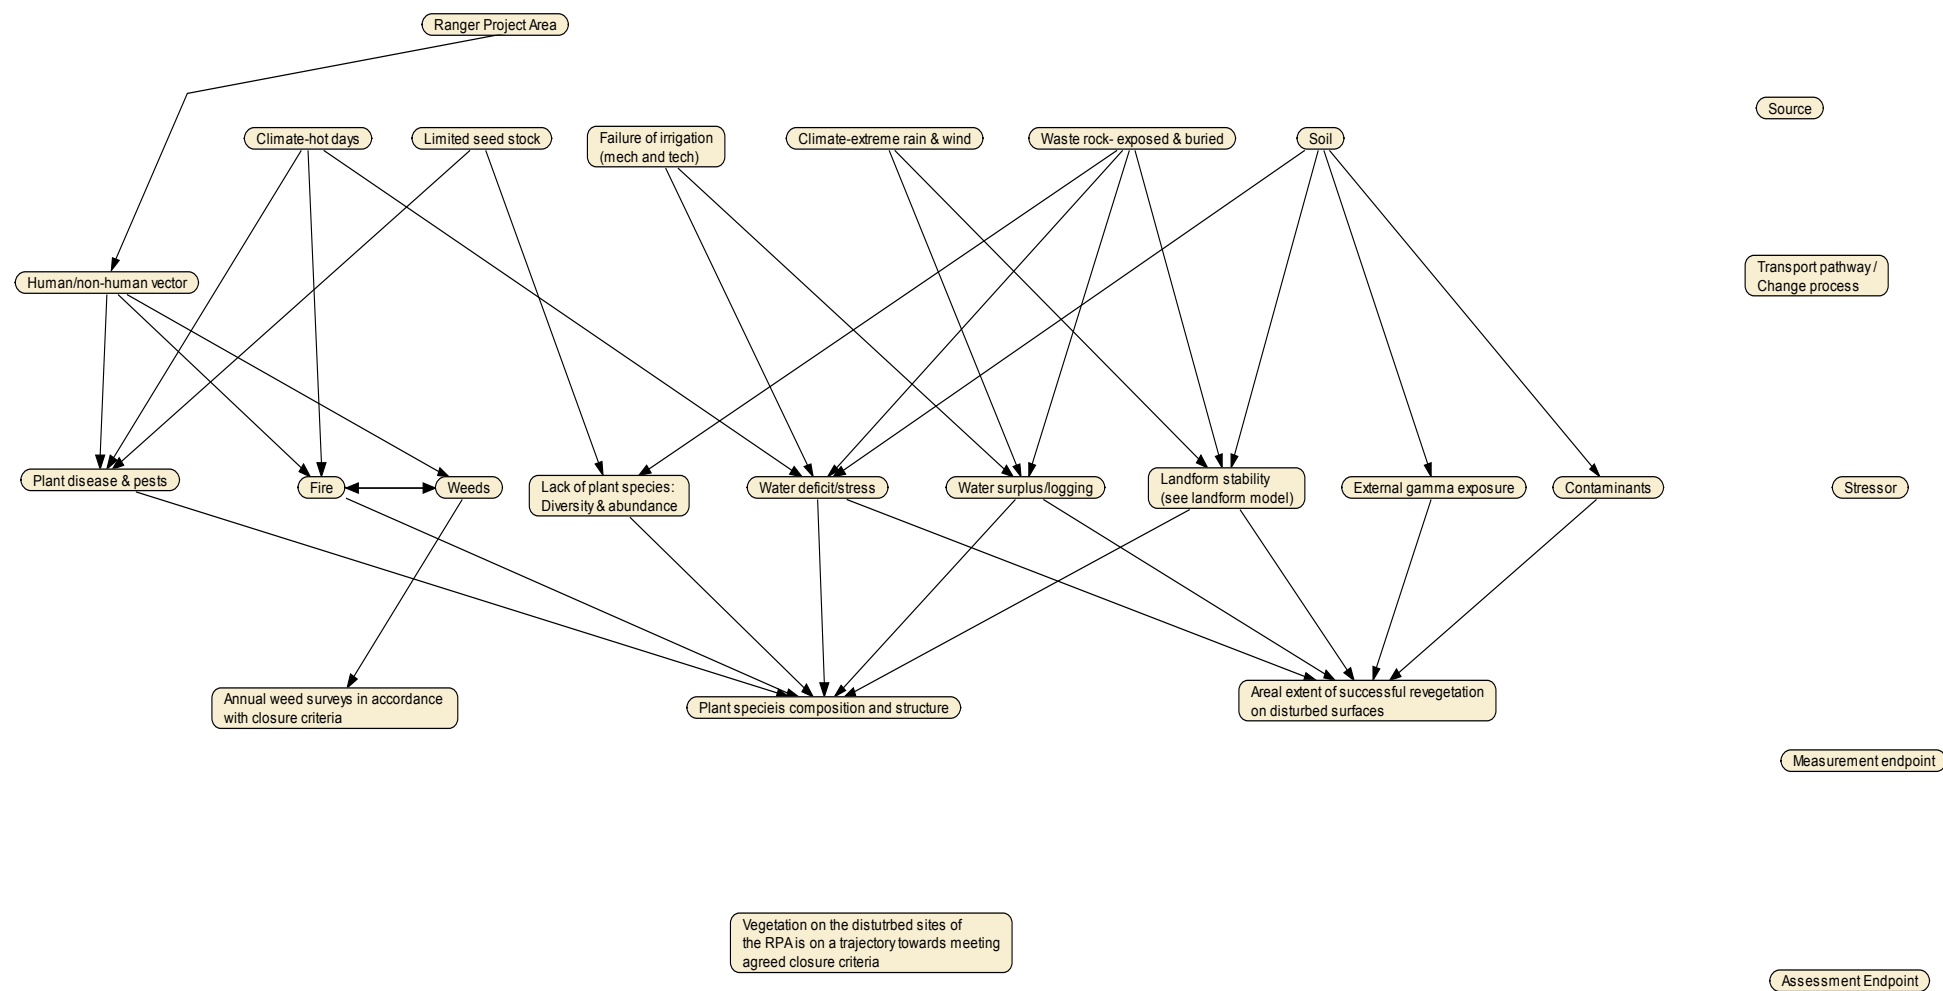 Ranger Project Area
Source
Climate-hot days
Limited seed stock
Failure of irrigation
(mech and tech)
Climate-extreme rain & wind
Waste rock- exposed & buried
Soil
Human/non-human vector
Transport pathway /
Change process
Plant disease & pests
Fire
Weeds
Lack of plant species:
Diversity & abundance
Water deficit/stress
Water surplus/logging
Landform stability
(see landform model)
External gamma exposure
Contaminants
Stressor
Annual weed surveys in accordance
with closure criteria
Plant specieis composition and structure
Areal extent of successful revegetation
on disturbed surfaces
Measurement endpoint
Vegetation on the distutrbed sites of
the RPA is on a trajectory towards meeting
agreed closure criteria
Assessment Endpoint